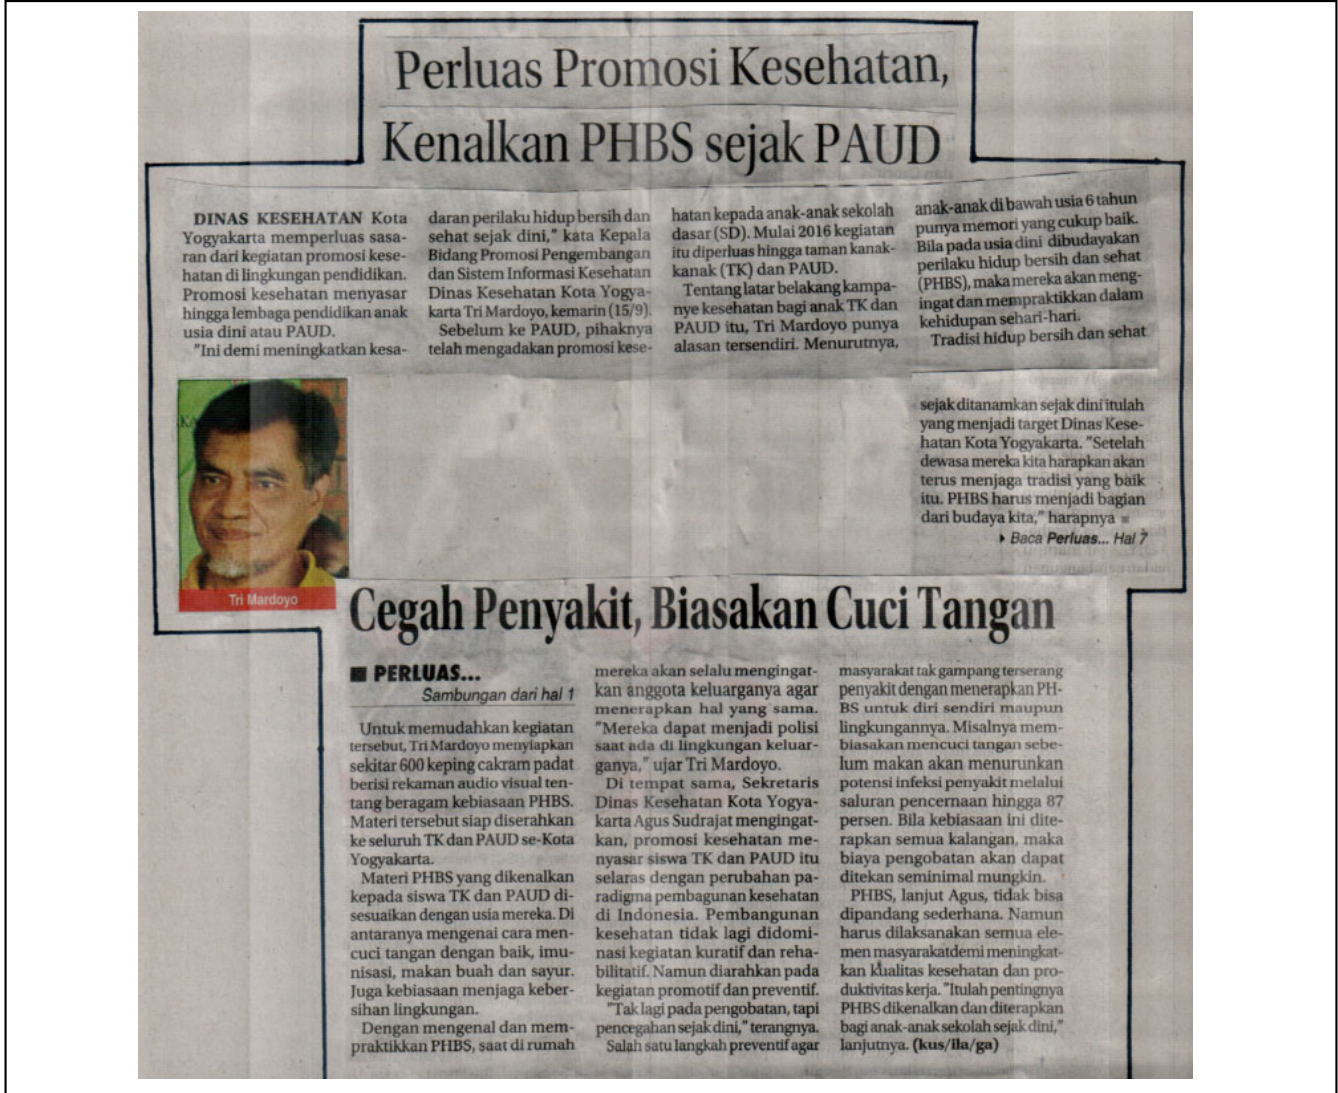 Perluas Promosi Kesehatan,
Kenalkan PHBS sejak PAUD
DINAS KESEHATAN Kota
Yogyakarta memperluas sasa-
ran dari kegiatan promosi kese-
hatan di lingkungan pendidikan.
Promosi kesehatan menyasar
hingga lembaga pendidikan anak
usia dini atau PAUD.
"Ini demi meningkatkan kesa-
daran perilaku hidup bersih dan
sehat sejak dini," kata Kepala
Bidang Promosi Pengembangan
dan Sistem Informasi Kesehatan
Dinas Kesehatan Kota Yogya-
karta Tri Mardoyo, kemarin (15/9).
Sebelum ke PAUD, pihaknya
telah mengadakan promosi kese-
hatan kepada anak-anak sekolah
dasar (SD). Mulai 2016 kegiatan
itu diperluas hingga taman kanak-
kanak (TK) dan PAUD.
Tentang latar belakang kampa-
nye kesehatan bagi anak TK dan
PAUD itu, Tri Mardoyo punya
alasan tersendiri. Menurutnya,
anak-anak di bawah usia 6 tahun
punya memori yang cukup baik.
Bila pada usia dini dibudayakan
perilaku hidup bersih dan sehat
(PHBS), maka mereka akan meng-
ingat dan mempraktikkan dalam
kehidupan sehari-hari.
Tradisi hidup bersih dan sehat
sejak ditanamkan sejak dini itulah
yang menjadi target Dinas Kese-
hatan Kota Yogyakarta. "Setelah
dewasa mereka kita harapkan akan
terus menjaga tradisi yang baik
itu. PHBS harus menjadi bagian
dari budaya kita," harapnya
Baca Perluas... Hal 7
Tri Mardoyo
Cegah Penyakit, Biasakan Cuci Tangan
PERLUAS...
Sambungan dari hal 1
Untuk memudahkan kegiatan
tersebut, Tri Mardoyo menyiapkan
sekitar 600 keping cakram padat
berisi rekaman audio visual ten-
tang beragam kebiasaan PHBS.
Materi tersebut siap diserahkan
ke seluruh TK dan PAUD se-Kota
Yogyakarta.
Materi PHBS yang dikenalkan
kepada siswa TK dan PAUD di-
sesuaikan dengan usia mereka. Di
antaranya mengenai cara men-
cuci tangan dengan baik, imu-
nisasi, makan buah dan sayur.
Juga kebiasaan menjaga keber-
sihan lingkungan.
Dengan mengenal dan mem-
praktikkan PHBS, saat di rumah
mereka akan selalu mengingat-
kan anggota keluarganya agar
menerapkan hal yang sama.
"Mereka dapat menjadi polisi
saat ada di lingkungan keluar-
ganya," ujar Tri Mardoyo.
Di tempat sama, Sekretaris
Dinas Kesehatan Kota Yogya-
karta Agus Sudrajat mengingat-
kan, promosi kesehatan me-
nyasar siswa TK dan PAUD itu
selaras dengan perubahan pa-
radigma pembagunan kesehatan
di Indonesia. Pembangunan
kesehatan tidak lagi didomi-
nasi kegiatan kuratif dan reha-
bilitatif. Namun diarahkan pada
kegiatan promotif dan preventif.
"Tak lagi pada pengobatan, tapi
pencegahan sejak dini," terangnya.
Salah satu langkah preventif agar
masyarakat tak gampang terserang
penyakit dengan menerapkan PH-
BS untuk diri sendiri maupun
lingkungannya. Misalnya mem-
biasakan mencuci tangan sebe-
lum makan akan menurunkan
potensi infeksi penyakit melalui
saluran pencernaan hingga 87
persen. Bila kebiasaan ini dite-
rapkan semua kalangan, maka
biaya pengobatan akan dapat
ditekan seminimal mungkin.
PHBS, lanjut Agus, tidak bisa
dipandang sederhana. Namun
harus dilaksanakan semua ele-
men masyarakatdemi meningkat-
kan kualitas kesehatan dan pro-
duktivitas kerja. "Itulah pentingnya
PHBS dikenalkan dan diterapkan
bagi anak-anak sekolah sejak dini,"
lanjutnya. (kus/ila/ga)